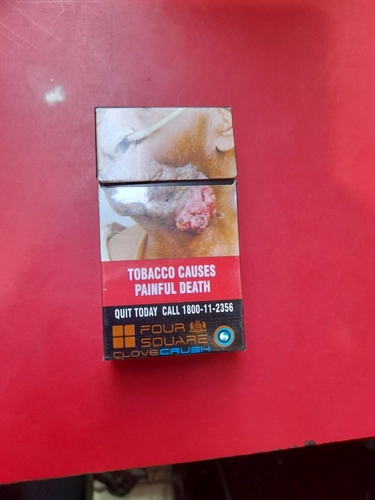 TOBACCO CAUSES
PAINFUL DEATH
QUIT TODAY CALL 1800-11-2356
FOUR
SQUARE
CLOVECRUSH